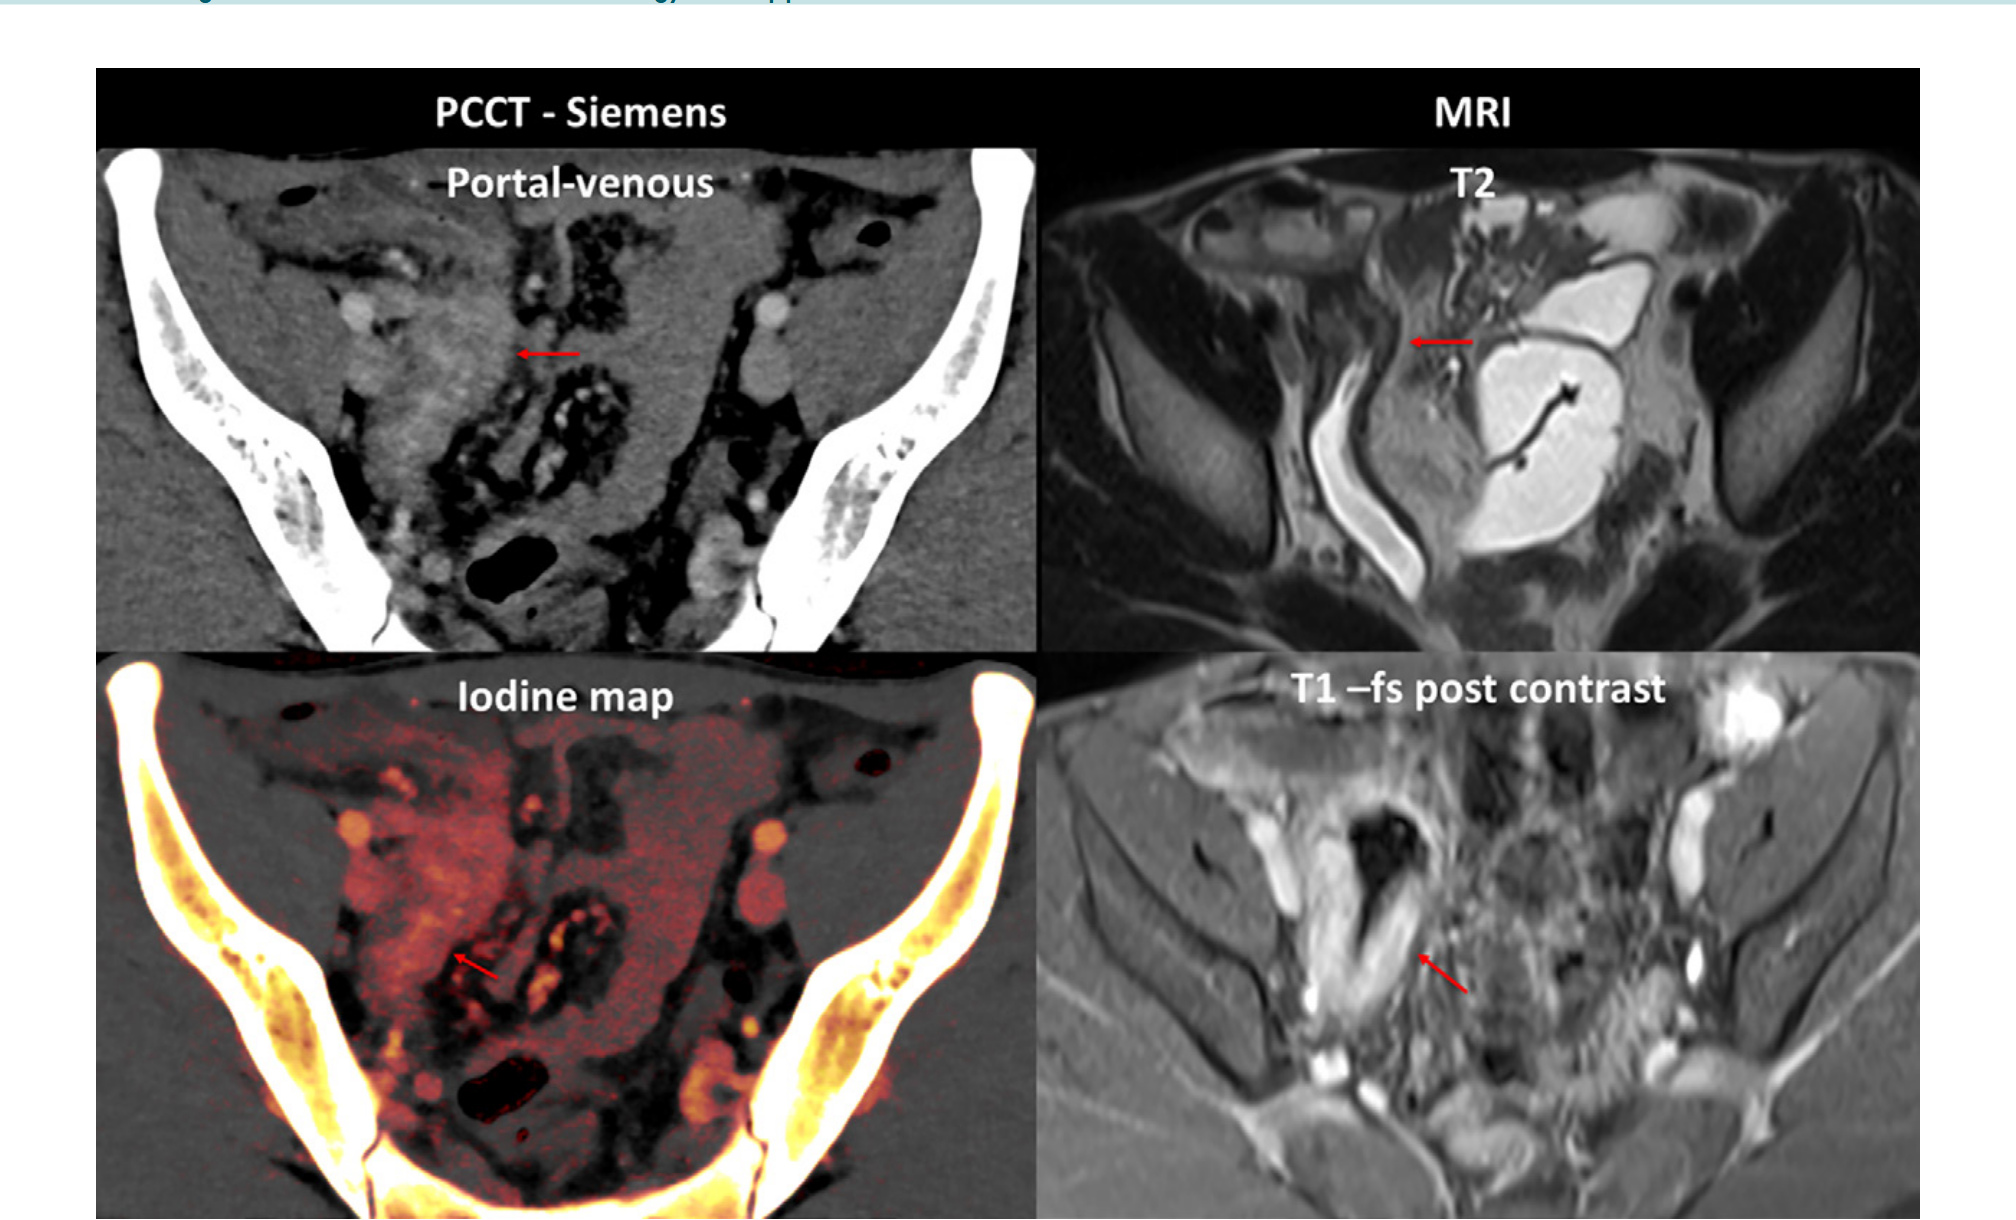 PCCT - Siemens
MRI
Portal-venous
T2
Iodine map
T1 –fs post contrast